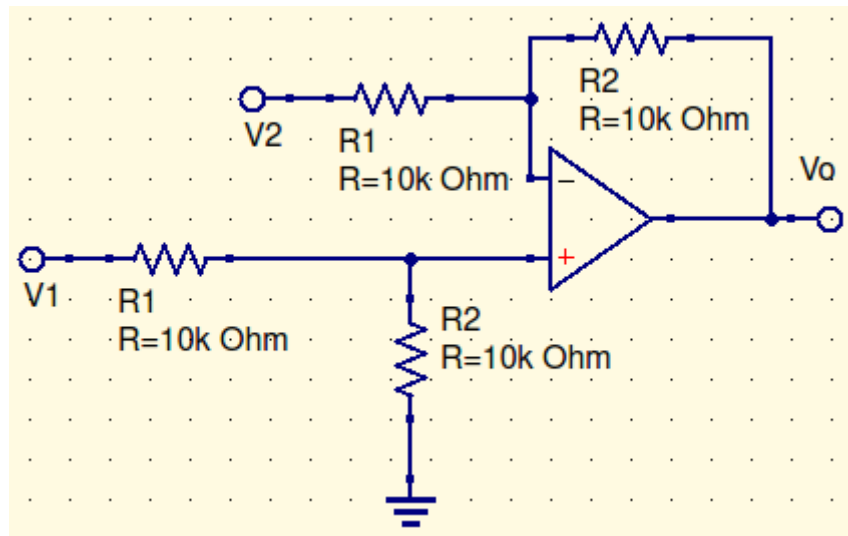 R2
R=10k Ohm
V2
R1
R=10k Ohm
Vo
−
+
V1
R1
R=10k Ohm
R2
R=10k Ohm